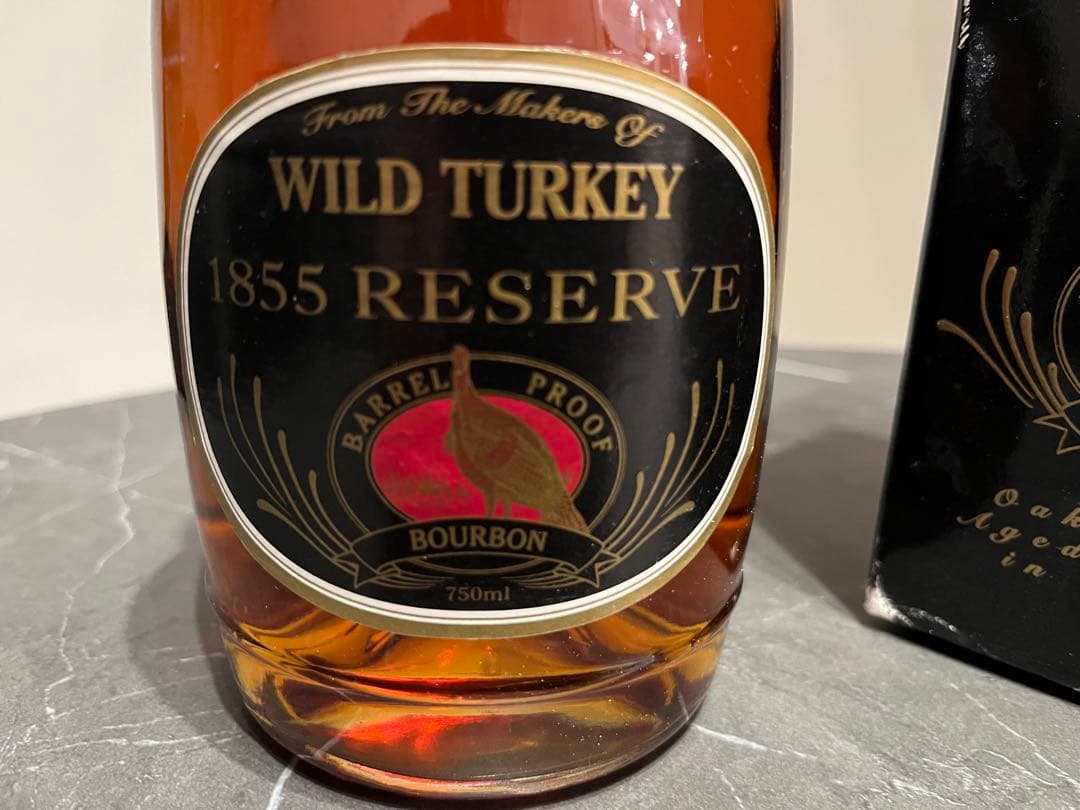 From The Makers Of
WILD TURKEY
1855 RESERVE
BARREL PROOF
BOURBON
750ml
Oak
Aged
in